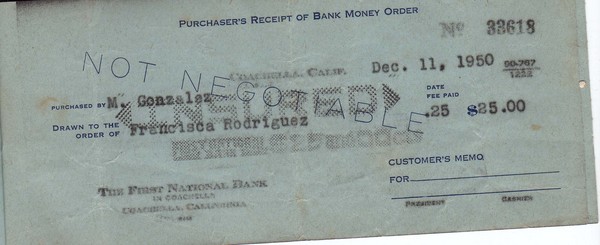 PURCHASER'S RECEIPT OF BANK MONEY ORDER
No 33618
NOT NEGOTIABLE
COACHELLA, CALIF.
Dec. 11, 1950 90-767
1222
DATE
FEE PAID
PURCHASED BY M. Gonzalez
.25 $25.00
DRAWN TO THE
ORDER OF Francisca Rodriguez
CUSTOMER'S MEMO
FOR
THE FIRST NATIONAL BANK
IN COACHELLA
COACHELLA, CALIFORNIA
PRESIDENT CASHIER